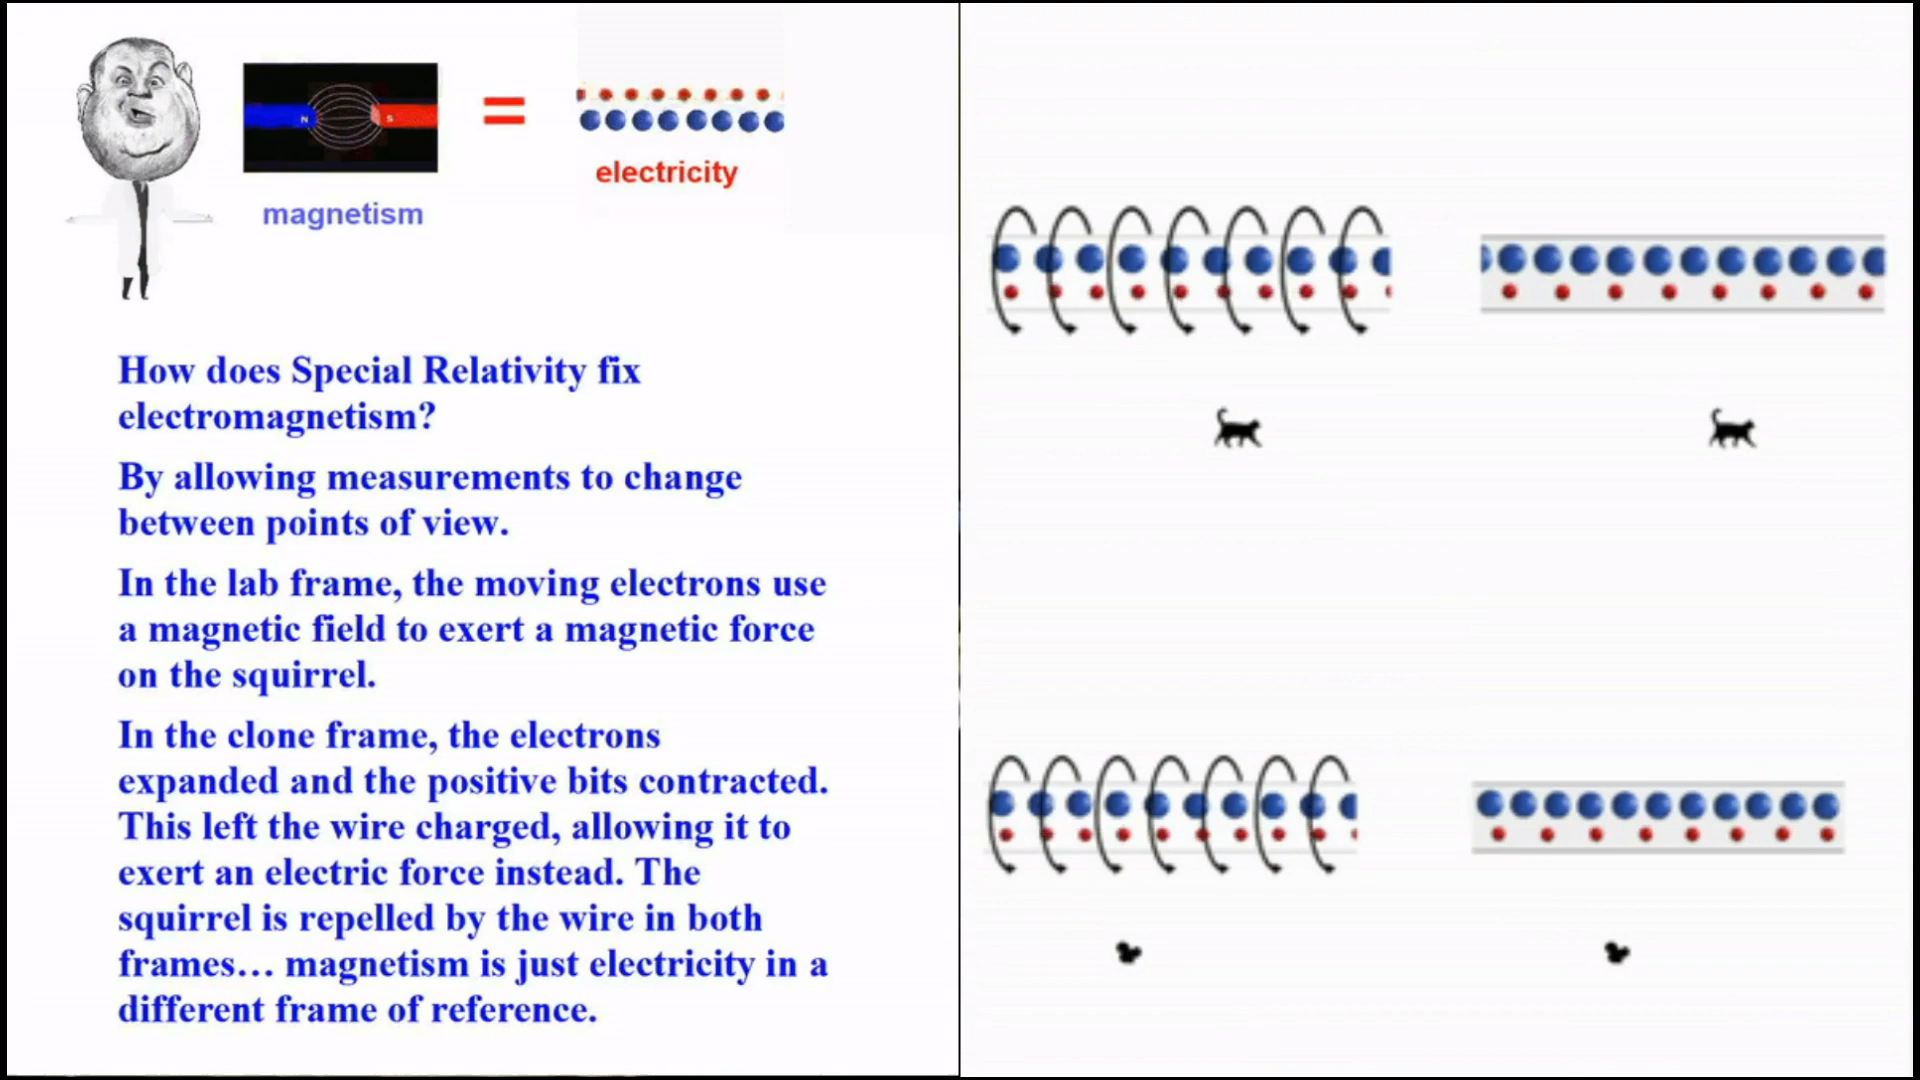 N
S
=
electricity
magnetism
How does Special Relativity fix
electromagnetism?
By allowing measurements to change
between points of view.
In the lab frame, the moving electrons use
a magnetic field to exert a magnetic force
on the squirrel.
In the clone frame, the electrons
expanded and the positive bits contracted.
This left the wire charged, allowing it to
exert an electric force instead. The
squirrel is repelled by the wire in both
frames… magnetism is just electricity in a
different frame of reference.